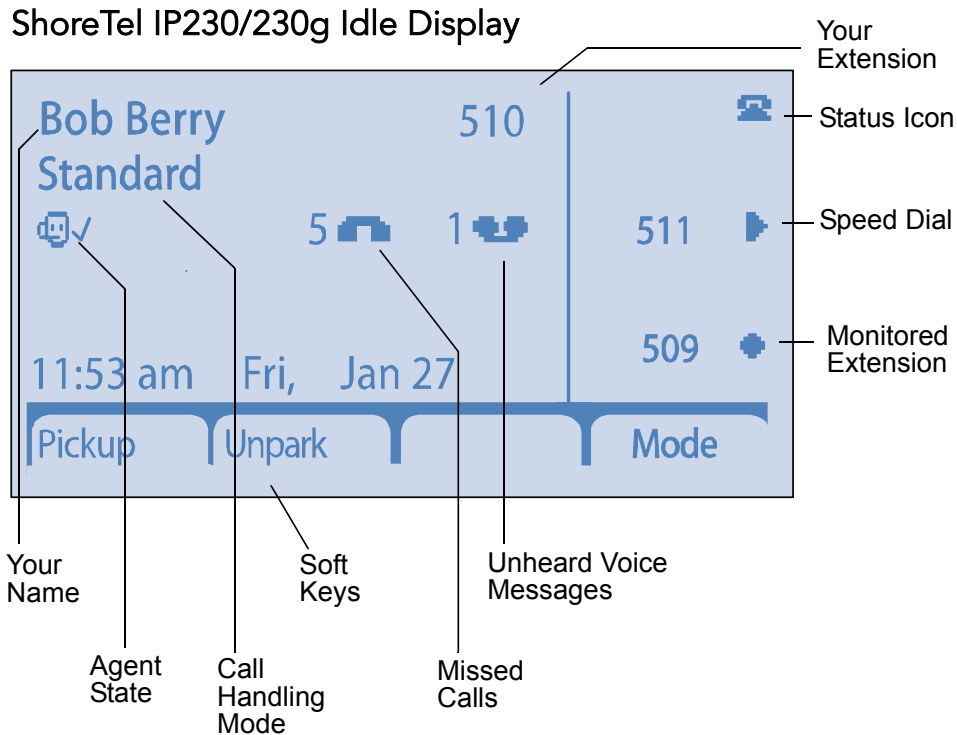 ShoreTel IP230/230g Idle Display
Your
Extension
Bob Berry 510
Status Icon
Standard
5 1 511
Speed Dial
509
Monitored
Extension
11:53 am Fri, Jan 27
Pickup Unpark Mode
Your
Name
Soft
Keys
Unheard Voice
Messages
Agent
State
Call
Handling
Mode
Missed
Calls